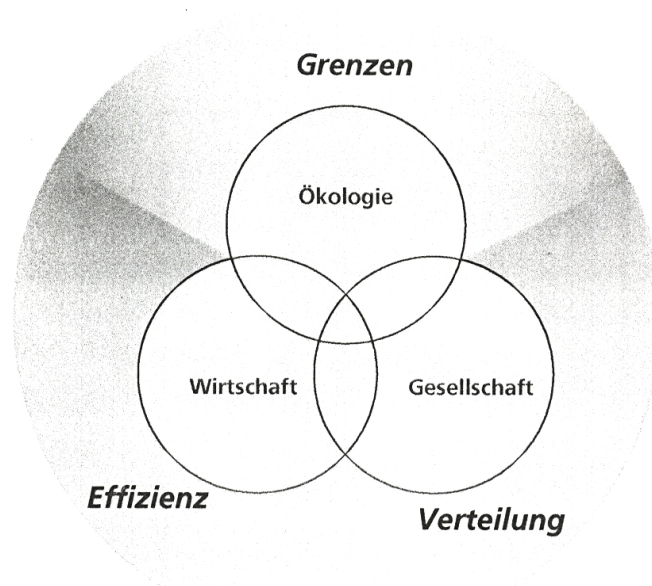 Grenzen
Ökologie
Wirtschaft
Gesellschaft
Effizienz
Verteilung